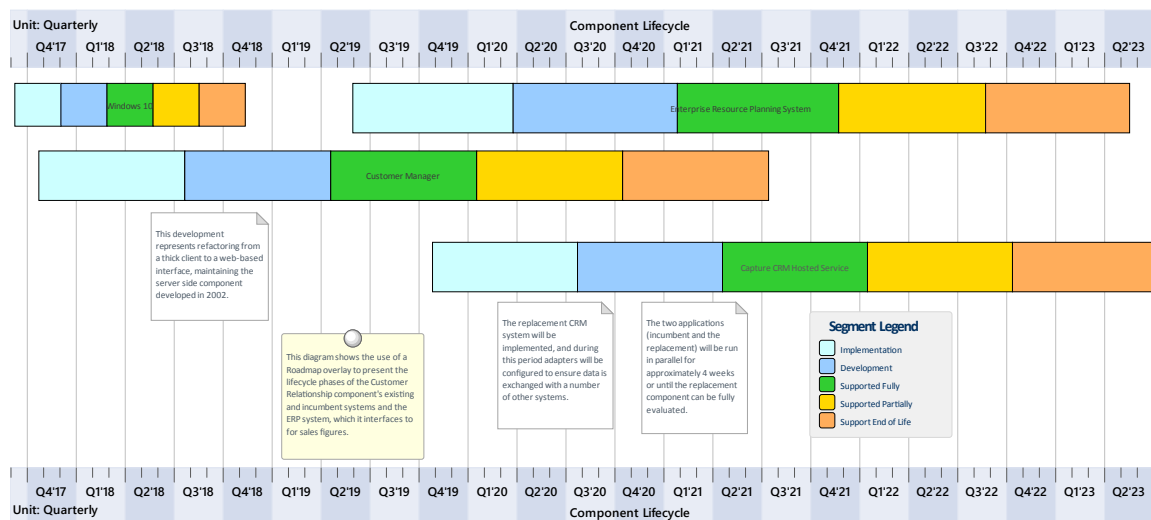 Unit: Quarterly
Component Lifecycle
Q4'17 Q1'18 Q2'18 Q3'18 Q4'18 Q1'19 Q2'19 Q3'19 Q4'19 Q1'20 Q2'20 Q3'20 Q4'20 Q1'21 Q2'21 Q3'21 Q4'21 Q1'22 Q2'22 Q3'22 Q4'22 Q1'23 Q2'23
Windows 10
Enterprise Resource Planning System
Customer Manager
This development
represents refactoring from
a thick client to a web-based
interface, maintaining the
server side component
developed in 2002.
Capture CRM Hosted Service
This diagram shows the use of a
Roadmap overlay to present the
lifecycle phases of the Customer
Relationship component's existing
and incumbent systems and the
ERP system, which it interfaces to
for sales figures.
The replacement CRM
system will be
implemented, and during
this period adapters will be
configured to ensure data is
exchanged with a number
of other systems.
The two applications
(incumbent and the
replacement) will be run
in parallel for
approximately 4 weeks
or until the replacement
component can be fully
evaluated.
Segment Legend
Implementation
Development
Supported Fully
Supported Partially
Support End of Life
Q4'17 Q1'18 Q2'18 Q3'18 Q4'18 Q1'19 Q2'19 Q3'19 Q4'19 Q1'20 Q2'20 Q3'20 Q4'20 Q1'21 Q2'21 Q3'21 Q4'21 Q1'22 Q2'22 Q3'22 Q4'22 Q1'23 Q2'23
Unit: Quarterly
Component Lifecycle